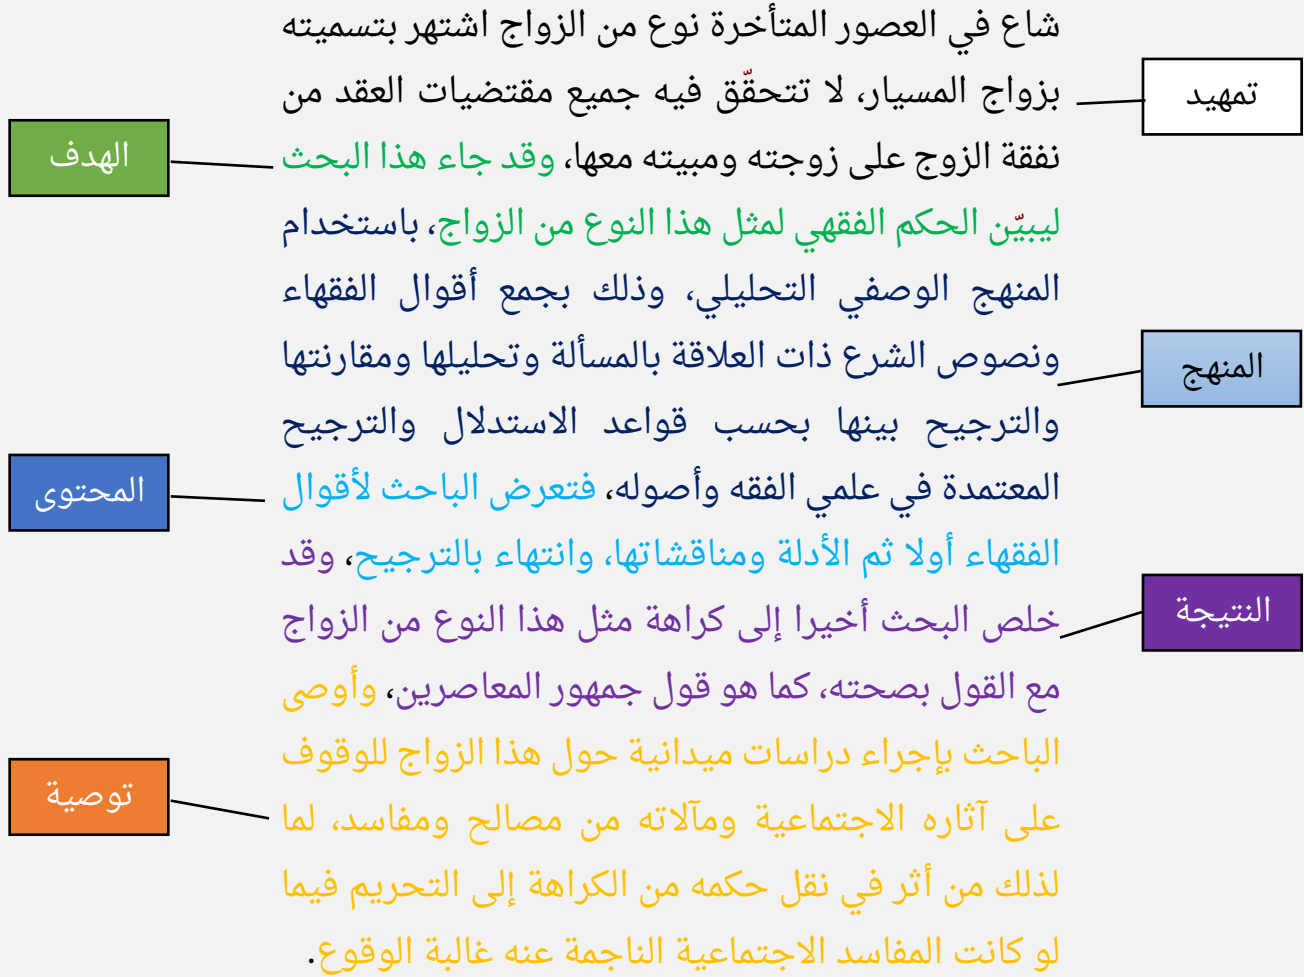 شاع في العصور المتأخرة نوع من الزواج اشتهر بتسميته
بزواج المسيار، لا تتحقّق فيه جميع مقتضيات العقد من
نفقة الزوج على زوجته ومبيته معها، وقد جاء هذا البحث
ليبيّن الحكم الفقهي لمثل هذا النوع من الزواج، باستخدام
المنهج الوصفي التحليلي، وذلك بجمع أقوال الفقهاء
ونصوص الشرع ذات العلاقة بالمسألة وتحليلها ومقارنتها
والترجيح بينها بحسب قواعد الاستدلال والترجيح
المعتمدة في علمي الفقه وأصوله، فتعرض الباحث لأقوال
الفقهاء أولا ثم الأدلة ومناقشاتها، وانتهاء بالترجيح، وقد
خلص البحث أخيرا إلى كراهة مثل هذا النوع من الزواج
مع القول بصحته، كما هو قول جمهور المعاصرين، وأوصى
الباحث بإجراء دراسات ميدانية حول هذا الزواج للوقوف
على آثاره الاجتماعية ومآلاته من مصالح ومفاسد، لما
لذلك من أثر في نقل حكمه من الكراهة إلى التحريم فيما
لو كانت المفاسد الاجتماعية الناجمة عنه غالبة الوقوع.
تمهيد
الهدف
المنهج
المحتوى
النتيجة
توصية